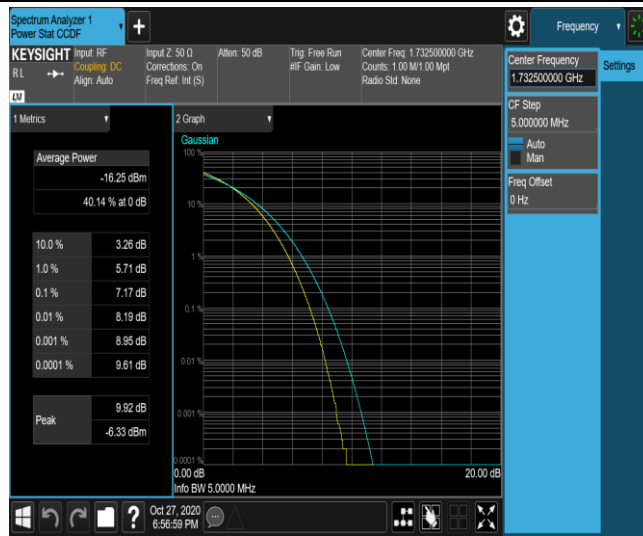 Spectrum Analyzer 1
Power Stat CCDF
Frequency
KEYSIGHT
RL
LXI
Input: RF
Coupling: DC
Align: Auto
Input Z: 50 Ω
Corrections: On
Freq Ref: Int (S)
Atten: 50 dB
Trig: Free Run
#IF Gain: Low
Center Freq: 1.732500000 GHz
Counts: 1.00 M/1.00 Mpt
Radio Std: None
Center Frequency
1.732500000 GHz
Settings
CF Step
5.000000 MHz
Auto
Man
Freq Offset
0 Hz
1 Metrics
Average Power
-16.25 dBm
40.14 % at 0 dB
10.0 % 3.26 dB
1.0 % 5.71 dB
0.1 % 7.17 dB
0.01 % 8.19 dB
0.001 % 8.95 dB
0.0001 % 9.61 dB
Peak 9.92 dB
-6.33 dBm
2 Graph
Gaussian
100 %
10 %
1 %
0.1 %
0.01 %
0.001 %
0.0001 %
0.00 dB 20.00 dB
Info BW 5.0000 MHz
?
Oct 27, 2020
6:56:59 PM